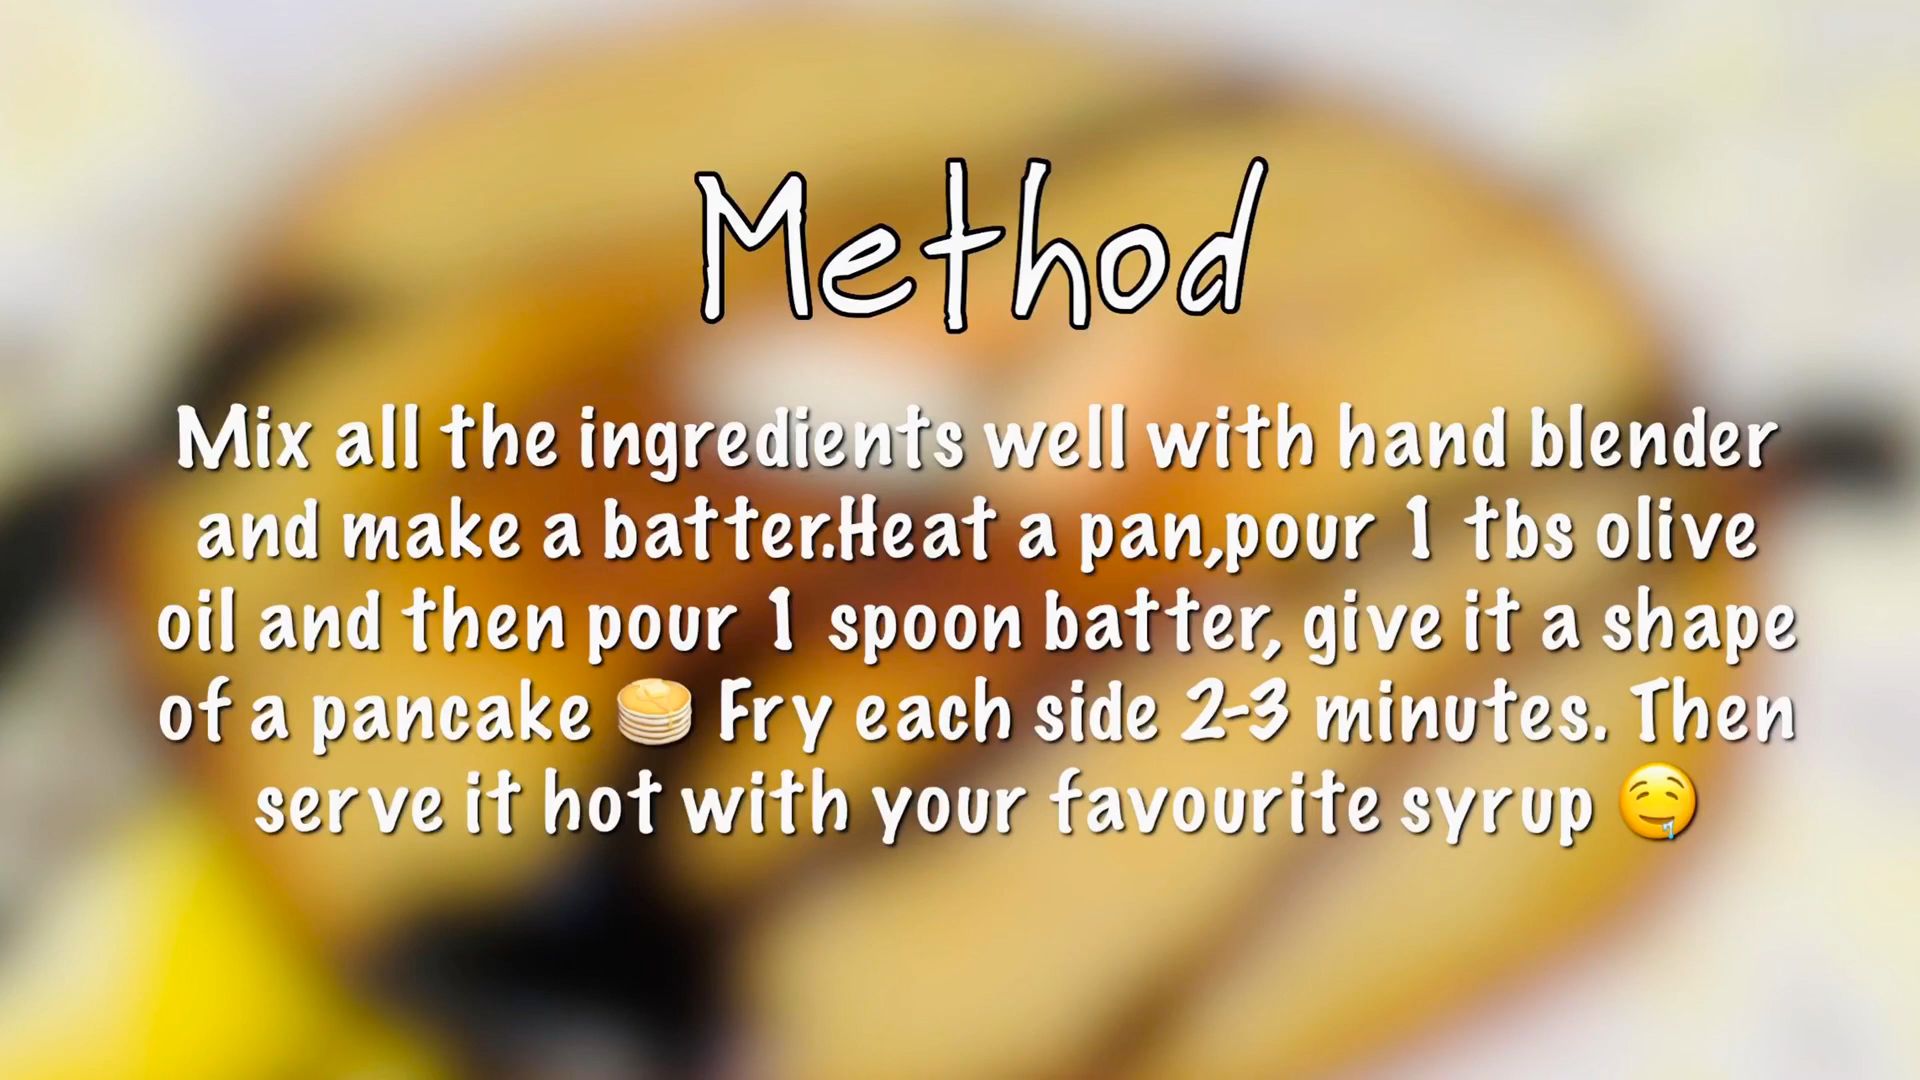 Method
Mix all the ingredients well with hand blender
and make a batter.Heat a pan,pour 1 tbs olive
oil and then pour 1 spoon batter, give it a shape
of a pancake 🥞 Fry each side 2-3 minutes. Then
serve it hot with your favourite syrup 🤤